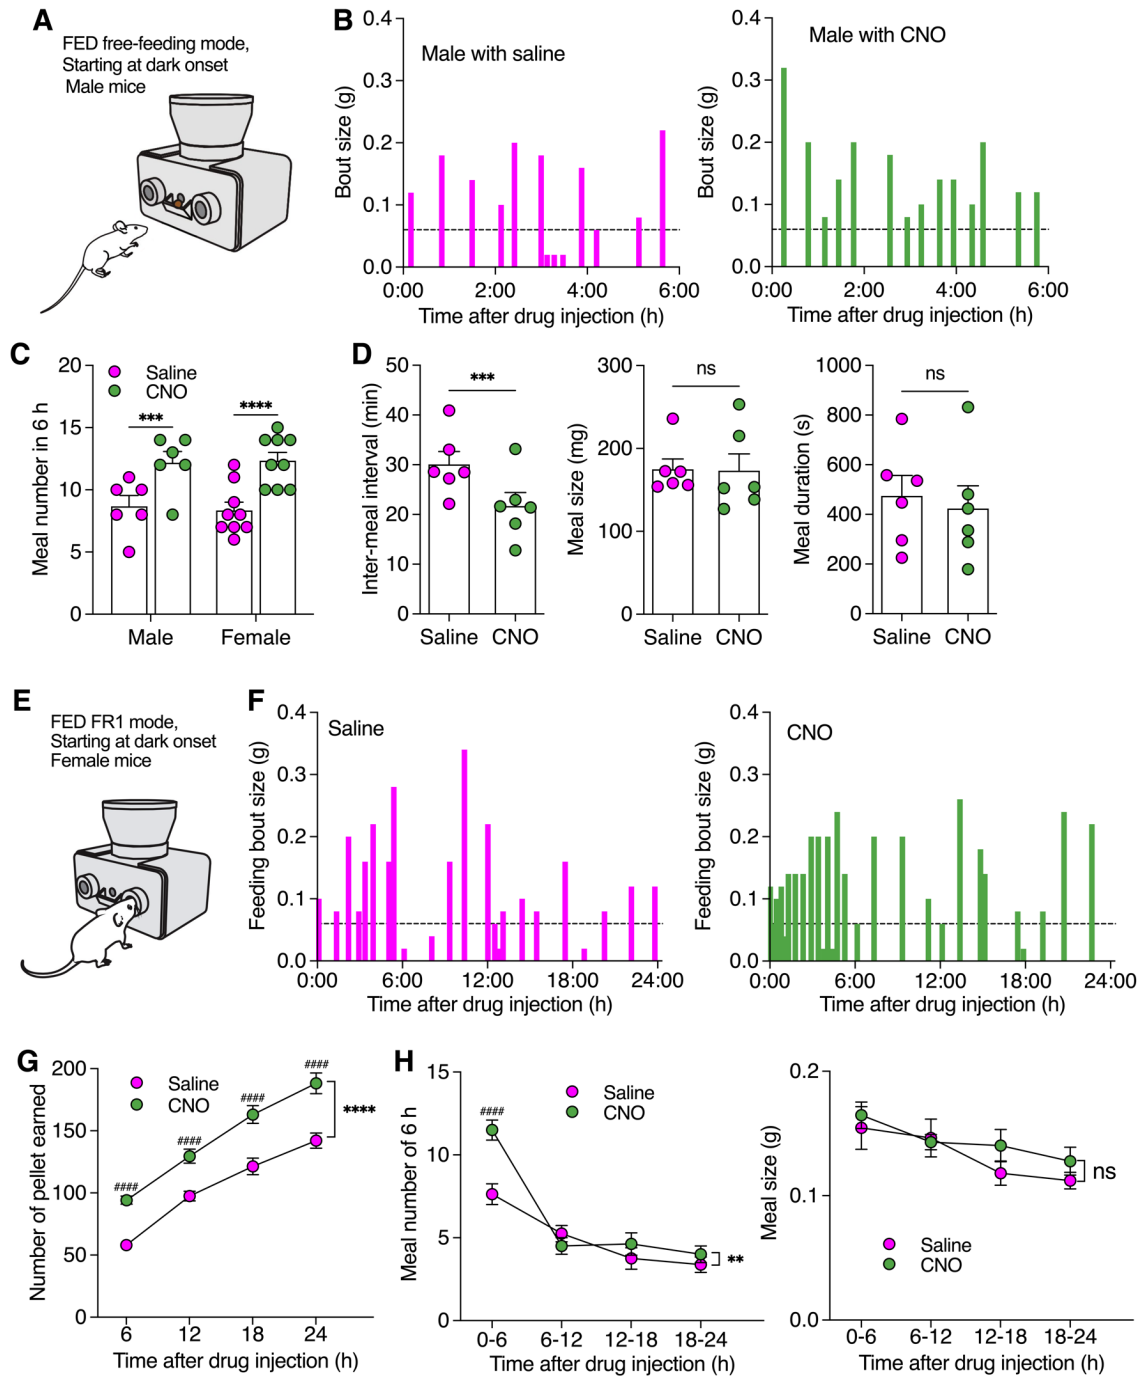 A
FED free-feeding mode,
Starting at dark onset
Male mice
B
Male with saline
Bout size (g)
0.4
0.3
0.2
0.1
0.0
0:00 2:00 4:00 6:00
Time after drug injection (h)
Male with CNO
Bout size (g)
0.4
0.3
0.2
0.1
0.0
0:00 2:00 4:00 6:00
Time after drug injection (h)
C
Saline
CNO
Meal number in 6 h
20
15
10
5
0
*** ****
Male Female
D
Inter-meal interval (min)
50
40
30
20
10
0
***
Saline CNO
Meal size (mg)
300
200
100
0
ns
Saline CNO
Meal duration (s)
1000
800
600
400
200
0
ns
Saline CNO
E
FED FR1 mode,
Starting at dark onset
Female mice
F
Saline
Feeding bout size (g)
0.4
0.3
0.2
0.1
0.0
0:00 6:00 12:00 18:00 24:00
Time after drug injection (h)
CNO
Feeding bout size (g)
0.4
0.3
0.2
0.1
0.0
0:00 6:00 12:00 18:00 24:00
Time after drug injection (h)
G
Saline
CNO
Number of pellet earned
200
150
100
50
0
#### #### #### ####
****
6 12 18 24
Time after drug injection (h)
H
Saline
CNO
Meal number of 6 h
15
10
5
0
####
**
0-6 6-12 12-18 18-24
Time after drug injection (h)
Meal size (g)
0.2
0.1
0.0
ns
Saline
CNO
0-6 6-12 12-18 18-24
Time after drug injection (h)